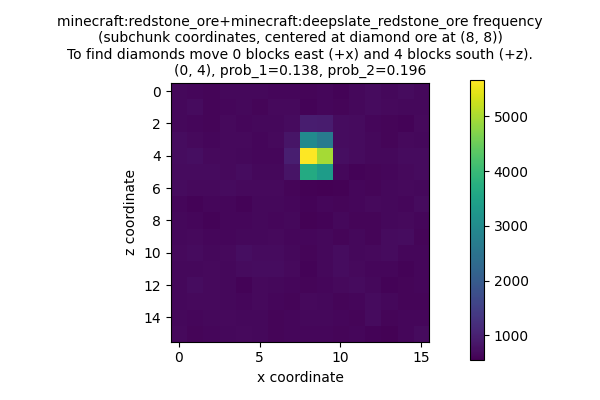 minecraft:redstone_ore+minecraft:deepslate_redstone_ore frequency
(subchunk coordinates, centered at diamond ore at (8, 8))
To find diamonds move 0 blocks east (+x) and 4 blocks south (+z).
(0, 4), prob_1=0.138, prob_2=0.196
0
2
4
6
8
10
12
14
z coordinate
0
5
10
15
x coordinate
5000
4000
3000
2000
1000